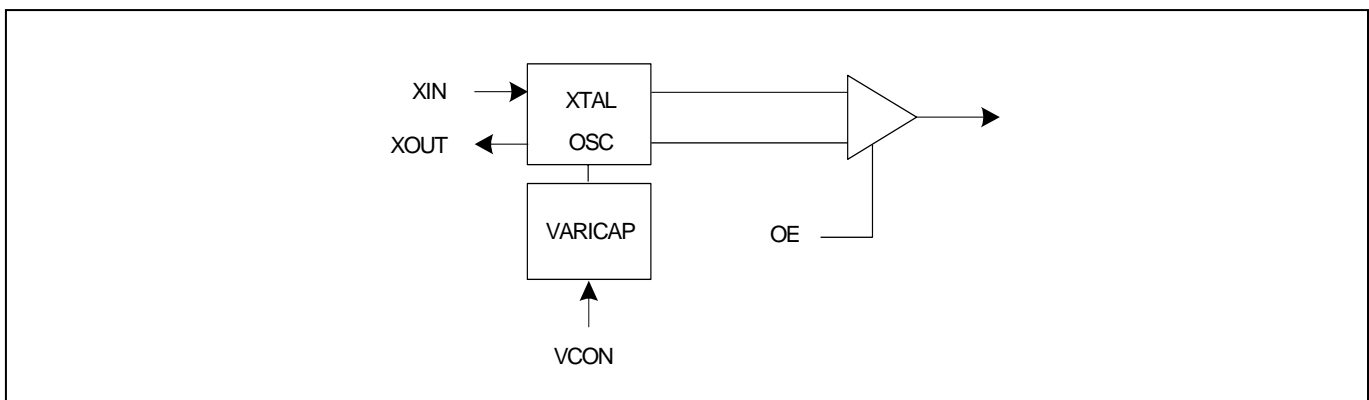 XIN
XTAL
XOUT
OSC
VARICAP
OE
VCON